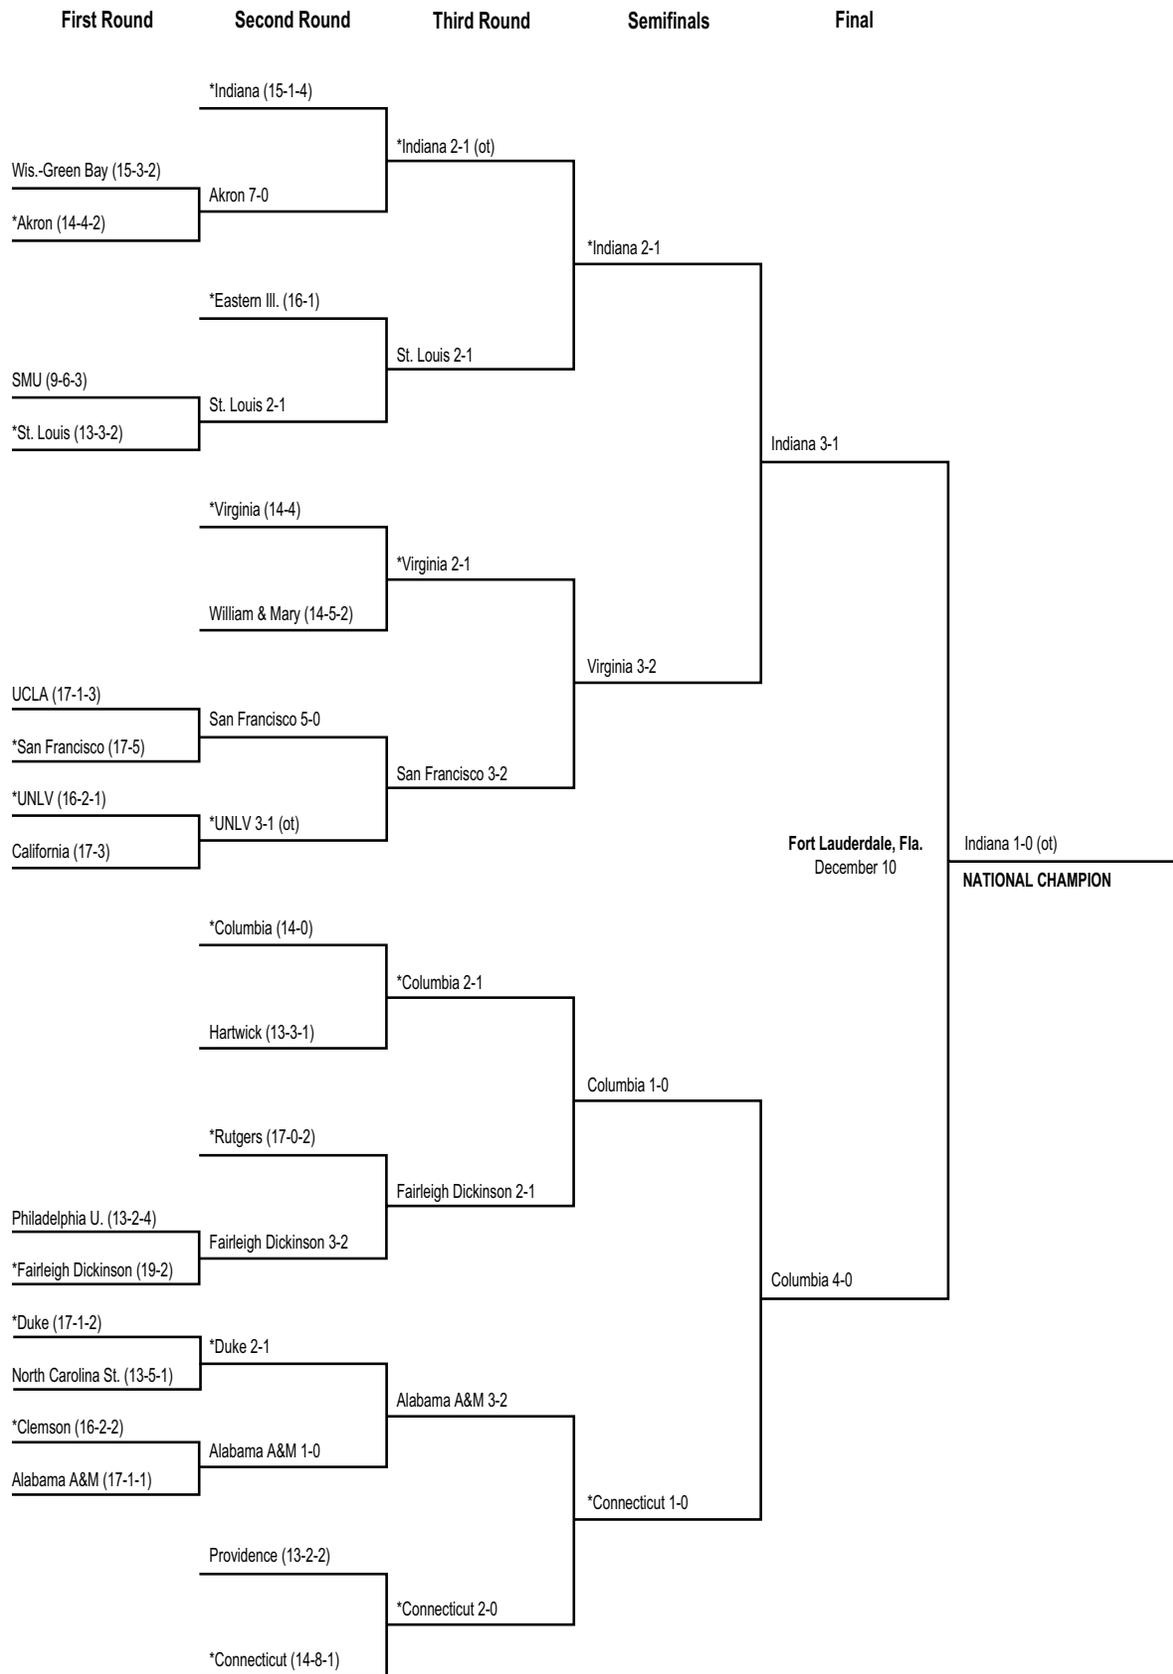 First Round Second Round Third Round Semifinals Final
*Indiana (15-1-4)
*Indiana 2-1 (ot)
Wis.-Green Bay (15-3-2)
Akron 7-0
*Akron (14-4-2)
*Indiana 2-1
*Eastern Ill. (16-1)
St. Louis 2-1
SMU (9-6-3)
St. Louis 2-1
*St. Louis (13-3-2)
Indiana 3-1
*Virginia (14-4)
*Virginia 2-1
William & Mary (14-5-2)
Virginia 3-2
UCLA (17-1-3)
San Francisco 5-0
*San Francisco (17-5)
San Francisco 3-2
*UNLV (16-2-1)
*UNLV 3-1 (ot)
California (17-3)
Fort Lauderdale, Fla.
December 10
Indiana 1-0 (ot)
NATIONAL CHAMPION
*Columbia (14-0)
*Columbia 2-1
Hartwick (13-3-1)
Columbia 1-0
*Rutgers (17-0-2)
Fairleigh Dickinson 2-1
Philadelphia U. (13-2-4)
Fairleigh Dickinson 3-2
*Fairleigh Dickinson (19-2)
Columbia 4-0
*Duke (17-1-2)
*Duke 2-1
North Carolina St. (13-5-1)
Alabama A&M 3-2
*Clemson (16-2-2)
Alabama A&M 1-0
Alabama A&M (17-1-1)
*Connecticut 1-0
Providence (13-2-2)
*Connecticut 2-0
*Connecticut (14-8-1)